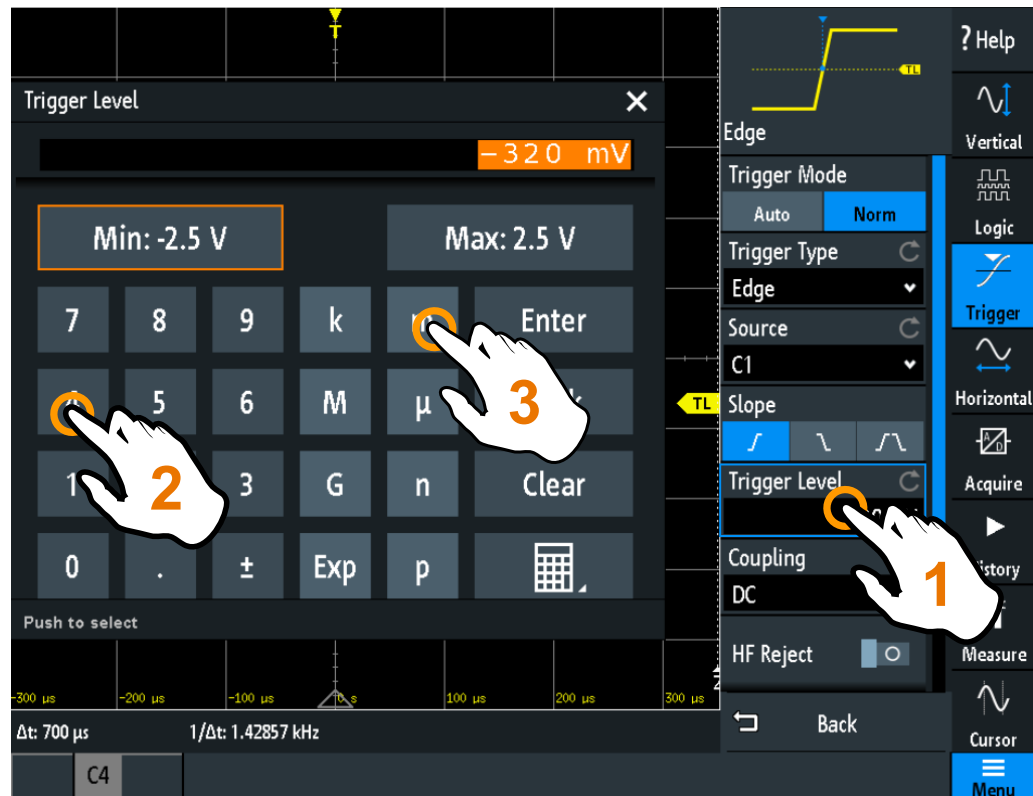 T
TL
? Help
Trigger Level
Edge
Vertical
-320 mV
Trigger Mode
Auto Norm
Logic
Min: -2.5 V Max: 2.5 V
Trigger Type
Edge
Trigger
7 8 9 k m Enter
Source
C1
5 6 M μ
3
TL
Slope
Horizontal
2
1 3 G n Clear
Trigger Level
Acquire
0 . ± Exp p
Coupling
1
DC
Push to select
HF Reject
Measure
-300 μs -200 μs -100 μs 0 s 100 μs 200 μs 300 μs
Δt: 700 μs 1/Δt: 1.42857 kHz
Back
Cursor
C4
Menu